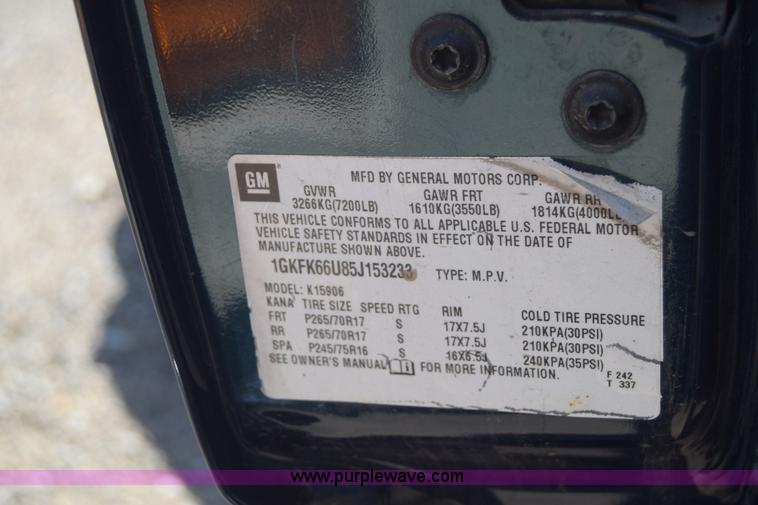 GM
MFD BY GENERAL MOTORS CORP.
GVWR GAWR FRT GAWR RR
3266KG(7200LB) 1610KG(3550LB) 1814KG(4000LB
THIS VEHICLE CONFORMS TO ALL APPLICABLE U.S. FEDERAL MOTOR
VEHICLE SAFETY STANDARDS IN EFFECT ON THE DATE OF
MANUFACTURE SHOWN ABOVE.
1GKFK66U85J153233 TYPE: M.P.V.
MODEL: K15906
KANA TIRE SIZE SPEED RTG RIM COLD TIRE PRESSURE
FRT P265/70R17 S 17X7.5J 210KPA(30PSI)
RR P265/70R17 S 17X7.5J 210KPA(30PSI)
SPA P245/75R16 S 16X6.5J 240KPA(35PSI)
SEE OWNER'S MANUAL FOR MORE INFORMATION.
F 242
T 337
www.purplewave.com